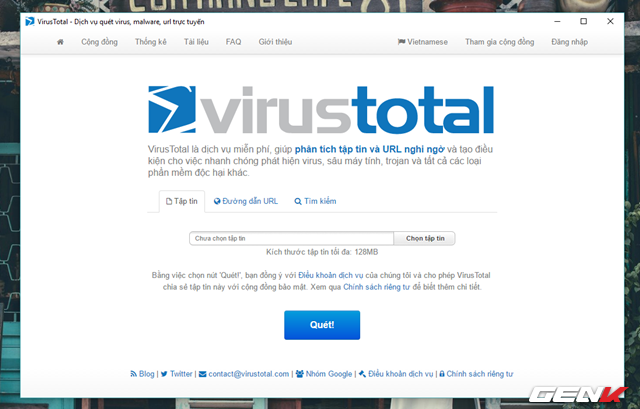 VirusTotal - Dịch vụ quét virus, malware, url trực tuyến
Cộng đồng Thống kê Tài liệu FAQ Giới thiệu Vietnamese Tham gia cộng đồng Đăng nhập
virustotal
VirusTotal là dịch vụ miễn phí, giúp phân tích tập tin và URL nghi ngờ và tạo điều
kiện cho việc nhanh chóng phát hiện virus, sâu máy tính, trojan và tất cả các loại
phần mềm độc hại khác.
Tập tin Đường dẫn URL Tìm kiếm
Chưa chọn tập tin Chọn tập tin
Kích thước tập tin tối đa: 128MB
Bằng việc chọn nút 'Quét!', bạn đồng ý với Điều khoản dịch vụ của chúng tôi và cho phép VirusTotal
chia sẻ tập tin này với cộng đồng bảo mật. Xem qua Chính sách riêng tư để biết thêm chi tiết.
Quét!
Blog | Twitter | contact@virustotal.com | Nhóm Google | Điều khoản dịch vụ | Chính sách riêng tư
GENK